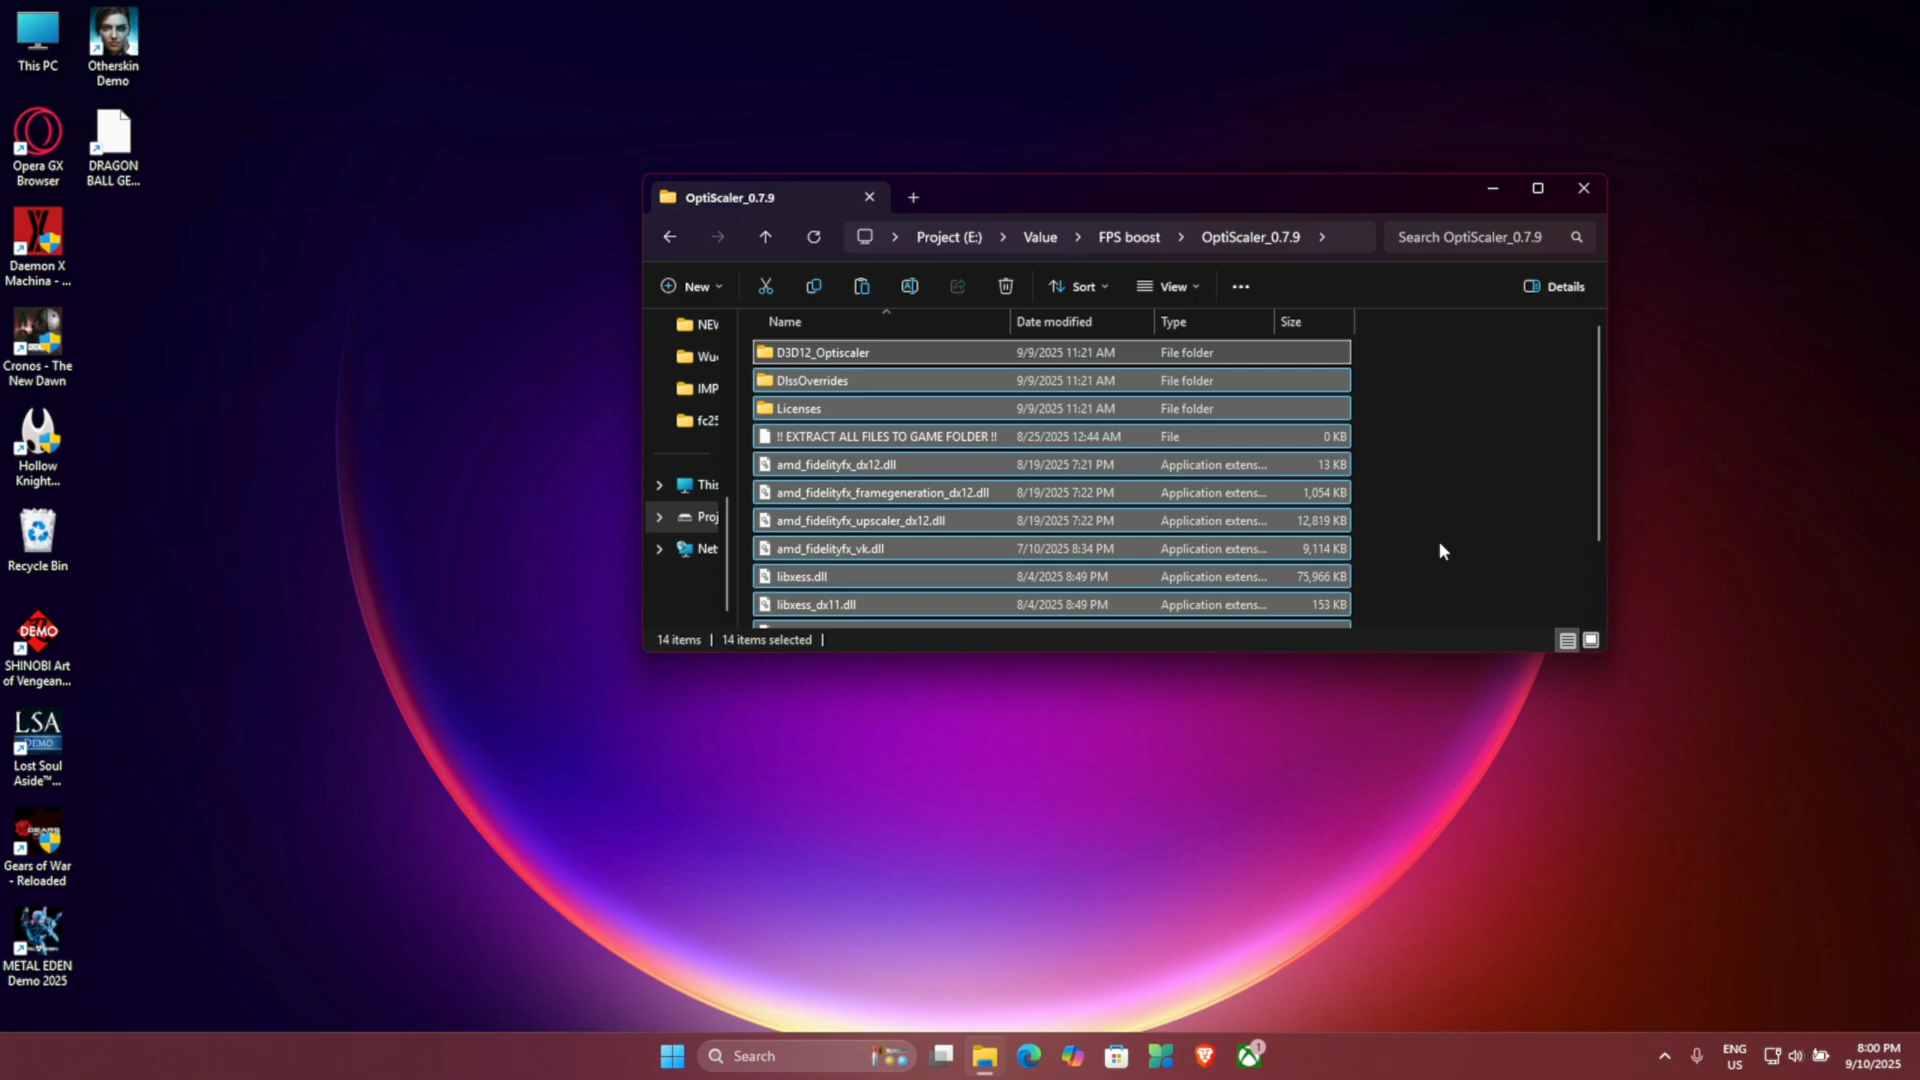 This PC
Otherskin
Demo
Opera GX
Browser
DRAGON
BALL GE...
Daemon X
Machina - ...
Cronos - The
New Dawn
Hollow
Knight...
Recycle Bin
DEMO
SHINOBI Art
of Vengean...
LSA
DEMO
Lost Soul
Aside™...
GEARS
Gears of War
- Reloaded
METAL EDEN
Demo 2025
OptiScaler_0.7.9
Project (E:) > Value > FPS boost > OptiScaler_0.7.9 >
Search OptiScaler_0.7.9
New
Sort
View
Details
Name Date modified Type Size
NEW
Wu
IMP
fc25
This
Proj
Net
D3D12_Optiscaler 9/9/2025 11:21 AM File folder
DlssOverrides 9/9/2025 11:21 AM File folder
Licenses 9/9/2025 11:21 AM File folder
!! EXTRACT ALL FILES TO GAME FOLDER !! 8/25/2025 12:44 AM File 0 KB
amd_fidelityfx_dx12.dll 8/19/2025 7:21 PM Application extens... 13 KB
amd_fidelityfx_framegeneration_dx12.dll 8/19/2025 7:22 PM Application extens... 1,054 KB
amd_fidelityfx_upscaler_dx12.dll 8/19/2025 7:22 PM Application extens... 12,819 KB
amd_fidelityfx_vk.dll 7/10/2025 8:34 PM Application extens... 9,114 KB
libxess.dll 8/4/2025 8:49 PM Application extens... 75,966 KB
libxess_dx11.dll 8/4/2025 8:49 PM Application extens... 153 KB
14 items | 14 items selected |
Search
1
ENG
US
8:00 PM
9/10/2025